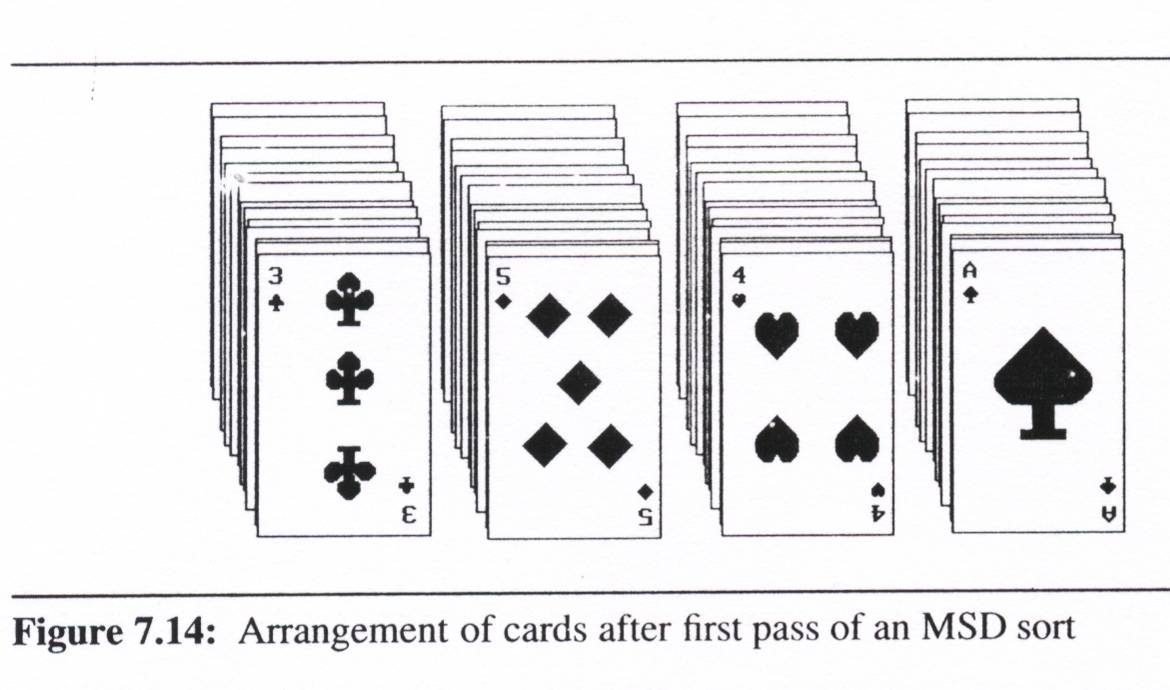 3 5 4 A
3 5 4 A
Figure 7.14: Arrangement of cards after first pass of an MSD sort